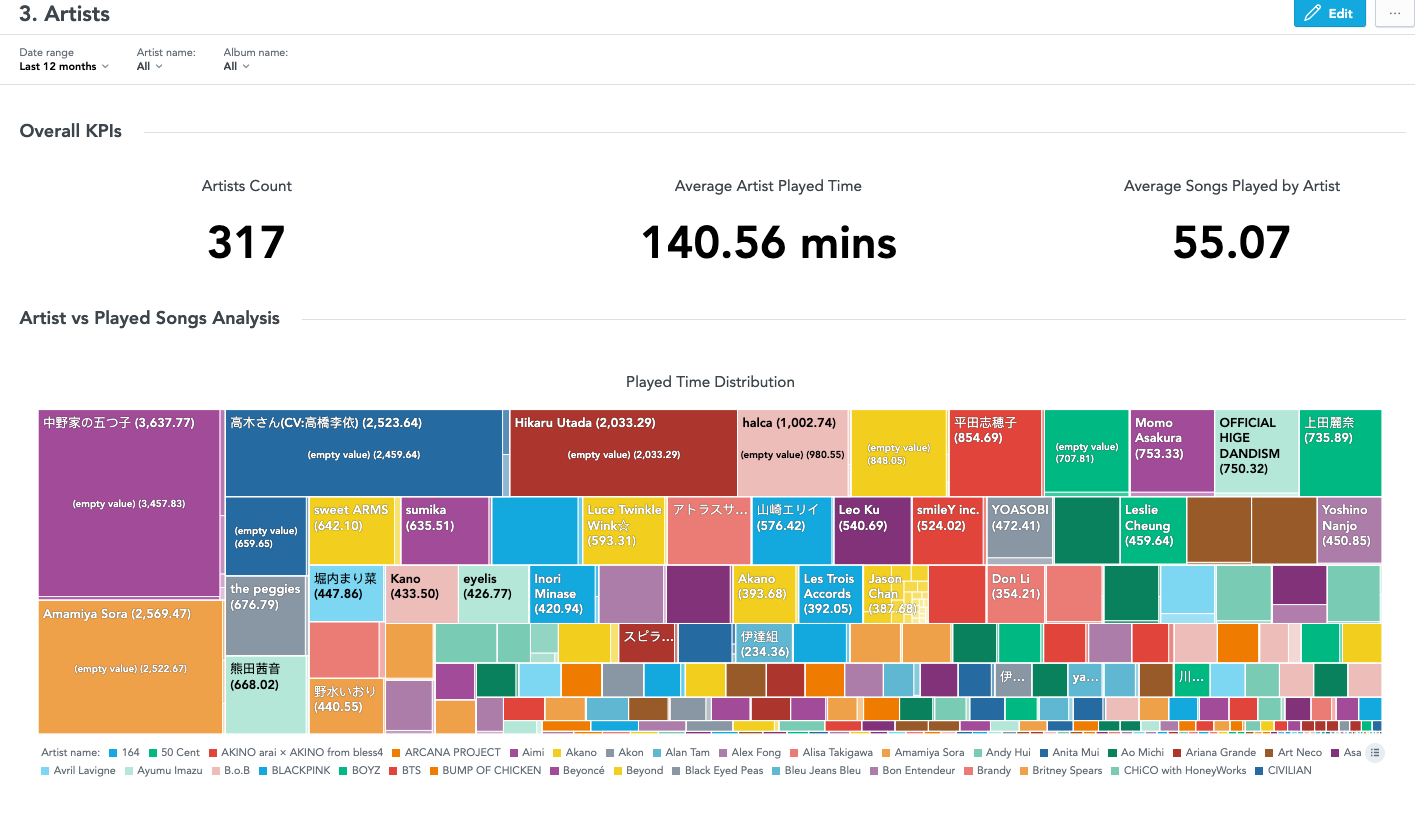 3. Artists
Edit
...
Date range
Artist name:
Album name:
Last 12 months
All
All
Overall KPIs
Artists Count
Average Artist Played Time
Average Songs Played by Artist
317
140.56 mins
55.07
Artist vs Played Songs Analysis
Played Time Distribution
中野家の五つ子 (3,637.77)
(empty value) (3,457.83)
Amamiya Sora (2,569.47)
(empty value) (2,522.67)
高木さん(CV:高橋李依) (2,523.64)
(empty value) (2,459.64)
Hikaru Utada (2,033.29)
(empty value) (2,033.29)
halca (1,002.74)
(empty value) (980.55)
(empty value)
(848.05)
平田志穂子
(854.69)
(empty value)
(707.81)
Momo
Asakura
(753.33)
OFFICIAL
HIGE
DANDISM
(750.32)
上田麗奈
(735.89)
(empty value)
(659.65)
sweet ARMS
(642.10)
sumika
(635.51)
Luce Twinkle
Wink☆
(593.31)
アトラスサ...
山崎エリイ
(576.42)
Leo Ku
(540.69)
smileY inc.
(524.02)
YOASOBI
(472.41)
Leslie
Cheung
(459.64)
Yoshino
Nanjo
(450.85)
the peggies
(676.79)
堀内まり菜
(447.86)
Kano
(433.50)
eyelis
(426.77)
Inori
Minase
(420.94)
Akano
(393.68)
Les Trois
Accords
(392.05)
Jason
Chan
(387.68)
Don Li
(354.21)
熊田茜音
(668.02)
スピラ...
伊達組
(234.36)
野水いおり
(440.55)
伊...
ya...
川...
Artist name: 164 50 Cent AKINO arai × AKINO from bless4 ARCANA PROJECT Aimi Akano Akon Alan Tam Alex Fong Alisa Takigawa Amamiya Sora Andy Hui Anita Mui Ao Michi Ariana Grande Art Neco Asa
Avril Lavigne Ayumu Imazu B.o.B BLACKPINK BOYZ BTS BUMP OF CHICKEN Beyoncé Beyond Black Eyed Peas Bleu Jeans Bleu Bon Entendeur Brandy Britney Spears CHiCO with HoneyWorks CIVILIAN